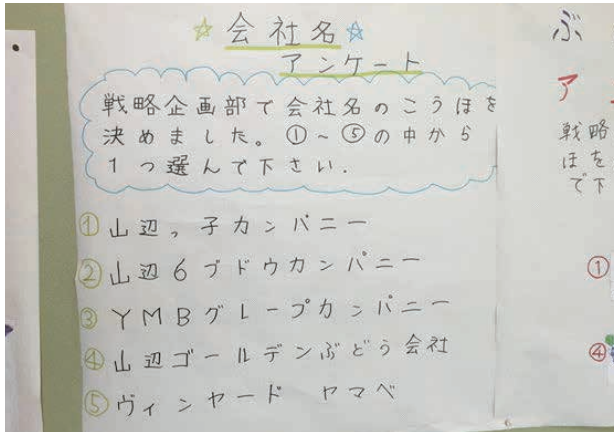 ☆会社名☆
アンケート
戦略企画部で会社名のこうほを
決めました。①～⑤の中から
1つ選んで下さい.
①山辺っ子カンパニー
②山辺6ブドウカンパニー
③YMBグレープカンパニー
④山辺ゴールデンぶどう会社
⑤ヴィンヤード ヤマベ
ぶ
ア
戦略
ほを
で下
①
④